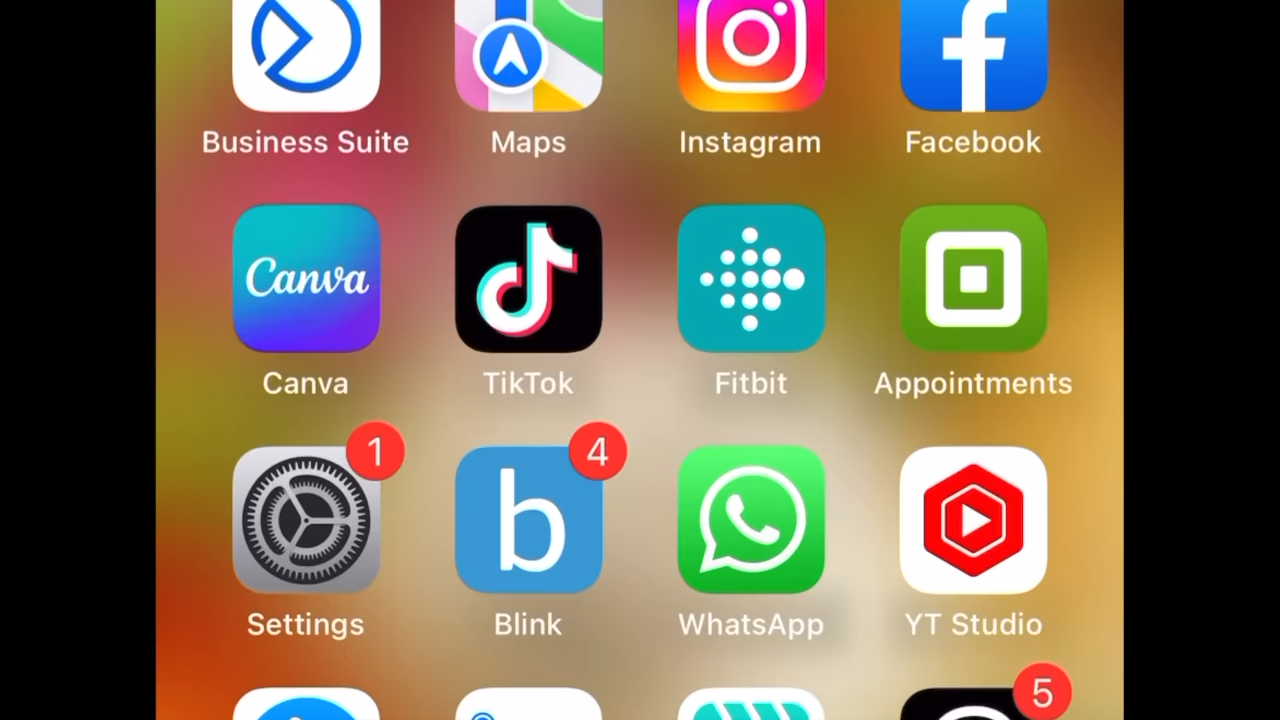 Business Suite Maps Instagram Facebook
Canva
Canva TikTok Fitbit Appointments
1 4
b
Settings Blink WhatsApp YT Studio
5